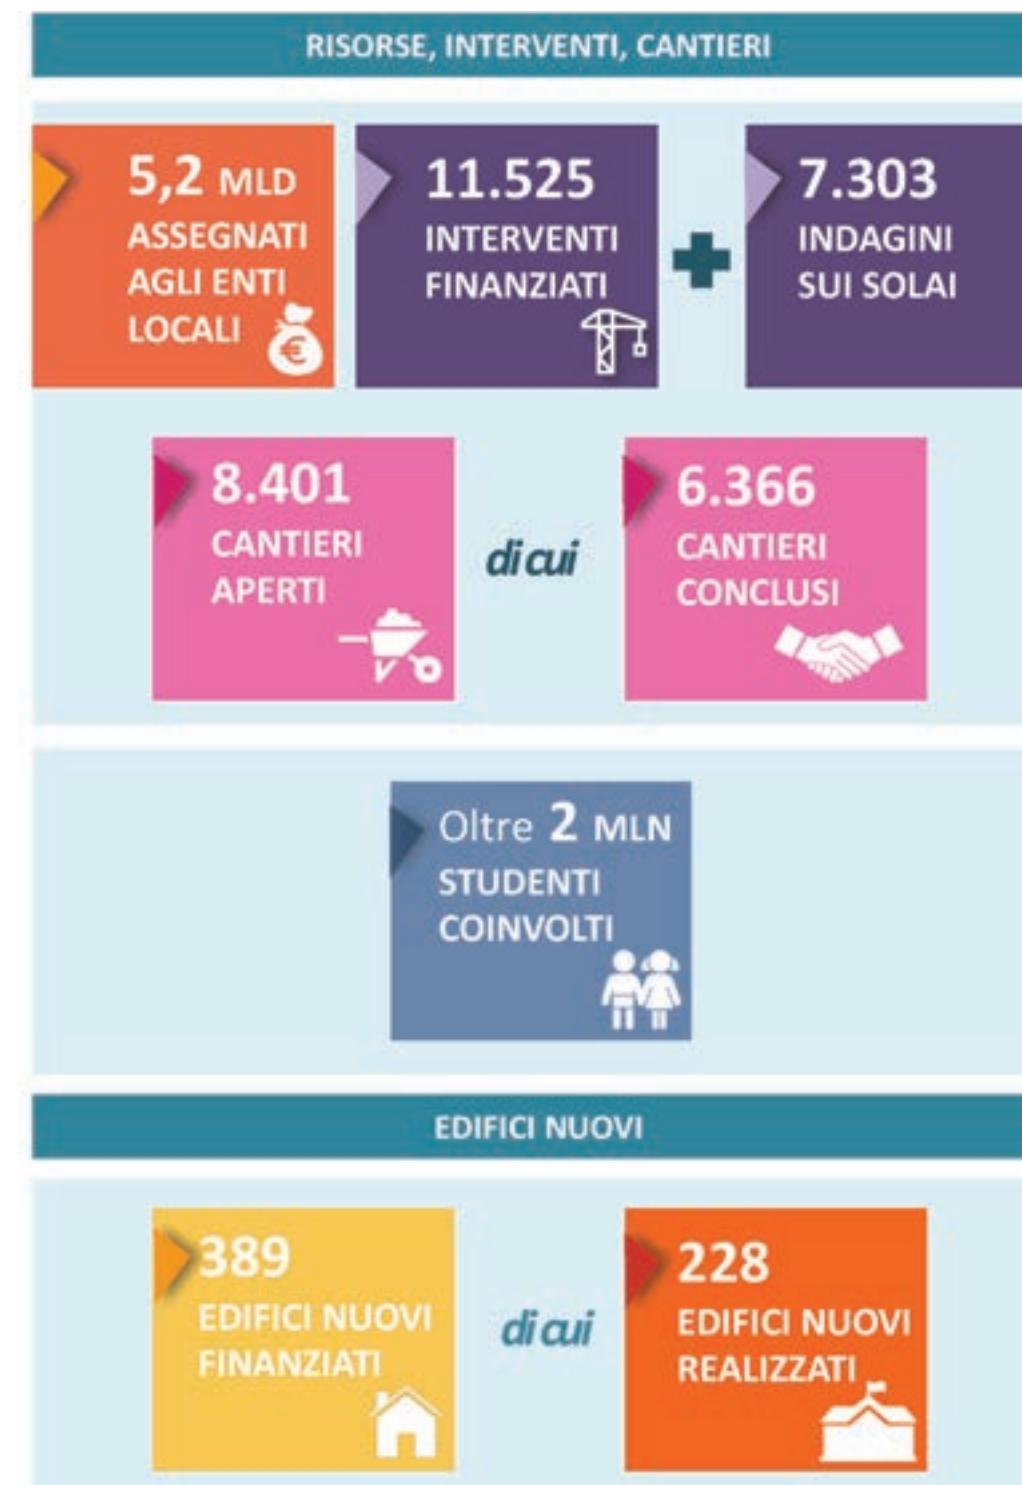 RISORSE, INTERVENTI, CANTIERI
5,2 MLD
ASSEGNATI
AGLI ENTI
LOCALI
€
11.525
INTERVENTI
FINANZIATI
7.303
INDAGINI
SUI SOLAI
8.401
CANTIERI
APERTI
di cui
6.366
CANTIERI
CONCLUSI
Oltre 2 MLN
STUDENTI
COINVOLTI
EDIFICI NUOVI
389
EDIFICI NUOVI
FINANZIATI
di cui
228
EDIFICI NUOVI
REALIZZATI